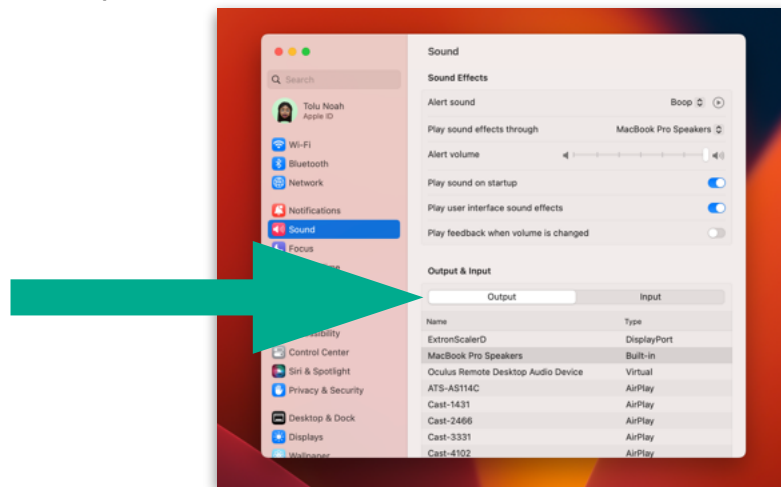 Sound
Search
Sound Effects
Tolu Noah
Apple ID
Alert sound
Boop
Play sound effects through
MacBook Pro Speakers
Wi-Fi
Alert volume
Bluetooth
Network
Play sound on startup
Notifications
Play user interface sound effects
Sound
Play feedback when volume is changed
Focus
Output & Input
Output
Input
Name
Type
ExtronScalerD
DisplayPort
Control Center
MacBook Pro Speakers
Built-in
Siri & Spotlight
Oculus Remote Desktop Audio Device
Virtual
Privacy & Security
ATS-AS114C
AirPlay
Cast-1431
AirPlay
Desktop & Dock
Cast-2466
AirPlay
Displays
Cast-3331
AirPlay
Wallpaper
Cast-4102
AirPlay